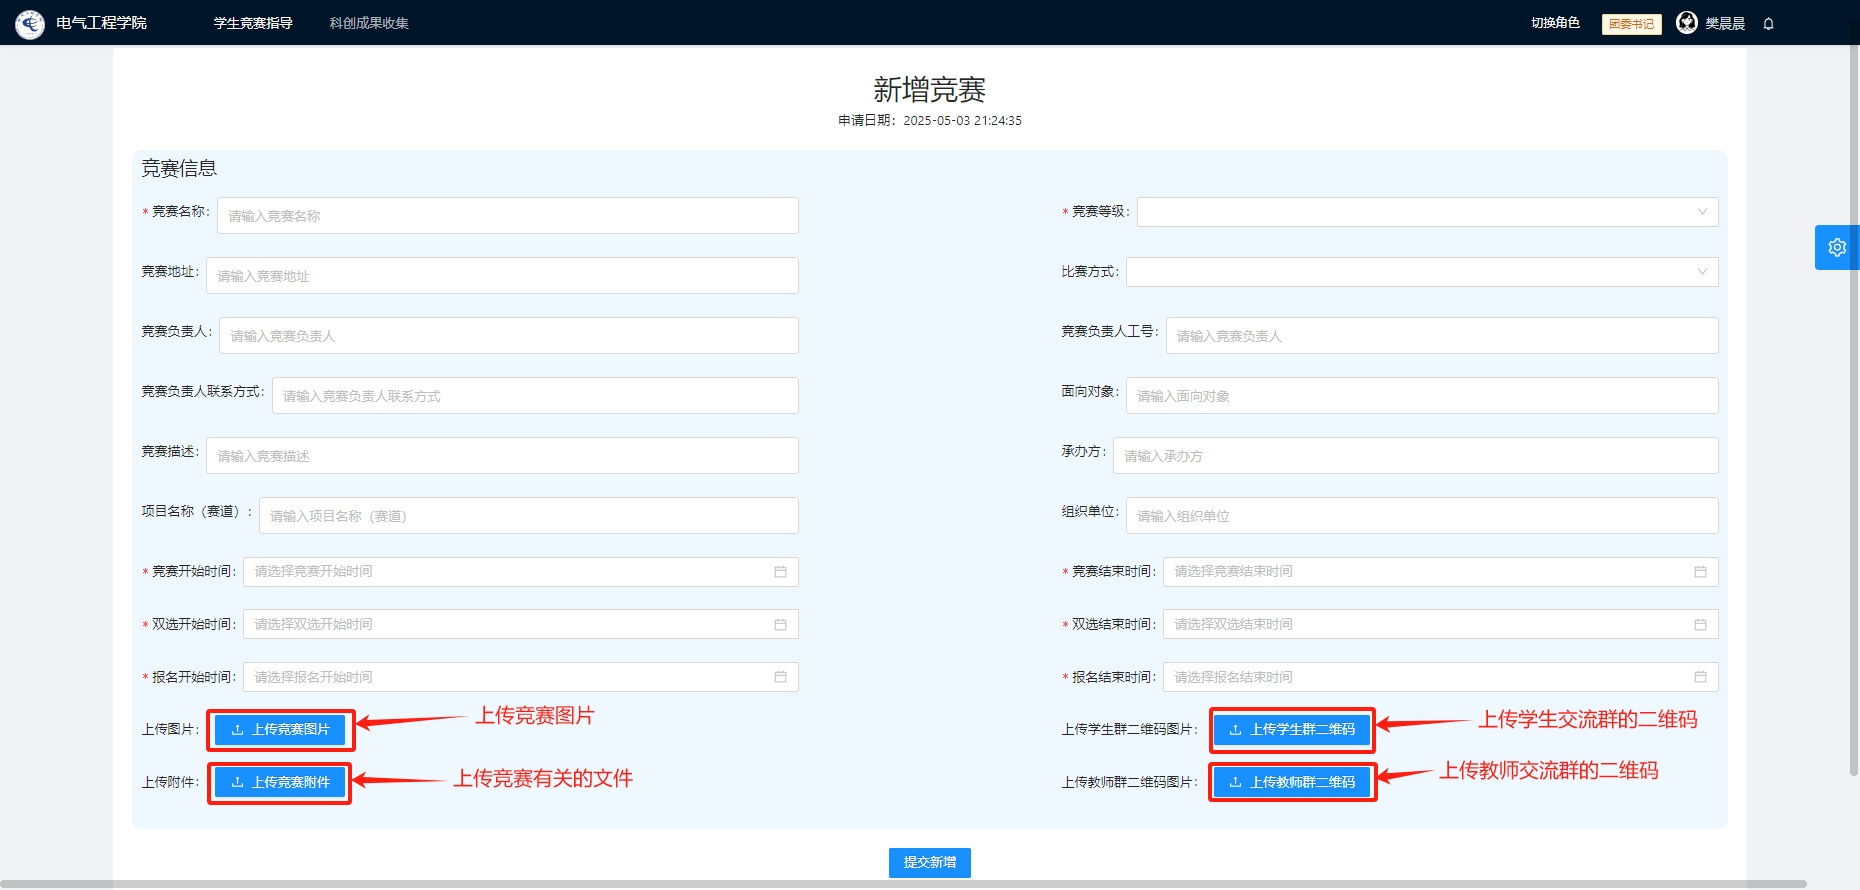 电气工程学院 学生竞赛指导 科创成果收集 切换角色 团委书记 樊晨晨
新增竞赛
申请日期：2025-05-03 21:24:35
竞赛信息
* 竞赛名称： 请输入竞赛名称 * 竞赛等级：
竞赛地址： 请输入竞赛地址 比赛方式：
竞赛负责人： 请输入竞赛负责人 竞赛负责人工号： 请输入竞赛负责人
竞赛负责人联系方式： 请输入竞赛负责人联系方式 面向对象： 请输入面向对象
竞赛描述： 请输入竞赛描述 承办方： 请输入承办方
项目名称（赛道）： 请输入项目名称（赛道） 组织单位： 请输入组织单位
* 竞赛开始时间： 请选择竞赛开始时间 * 竞赛结束时间： 请选择竞赛结束时间
* 双选开始时间： 请选择双选开始时间 * 双选结束时间： 请选择双选结束时间
* 报名开始时间： 请选择报名开始时间 * 报名结束时间： 请选择报名结束时间
上传图片： 上传竞赛图片 上传竞赛图片 上传学生群二维码图片： 上传学生群二维码 上传学生交流群的二维码
上传附件： 上传竞赛附件 上传竞赛有关的文件 上传教师群二维码图片： 上传教师群二维码 上传教师交流群的二维码
提交新增